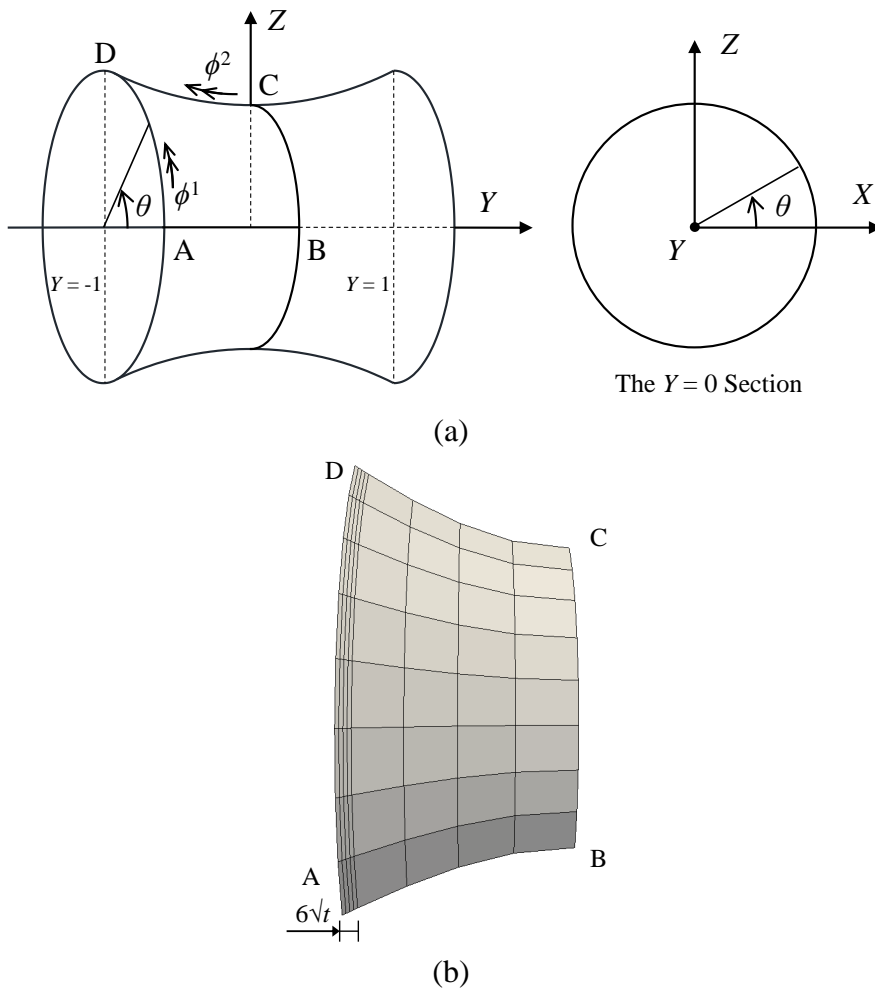 Z
D
ϕ²
C
ϕ¹
θ
Y
A
B
Y = -1
Y = 1
Z
X
θ
Y
The Y = 0 Section
(a)
D
C
A
B
6√t
(b)